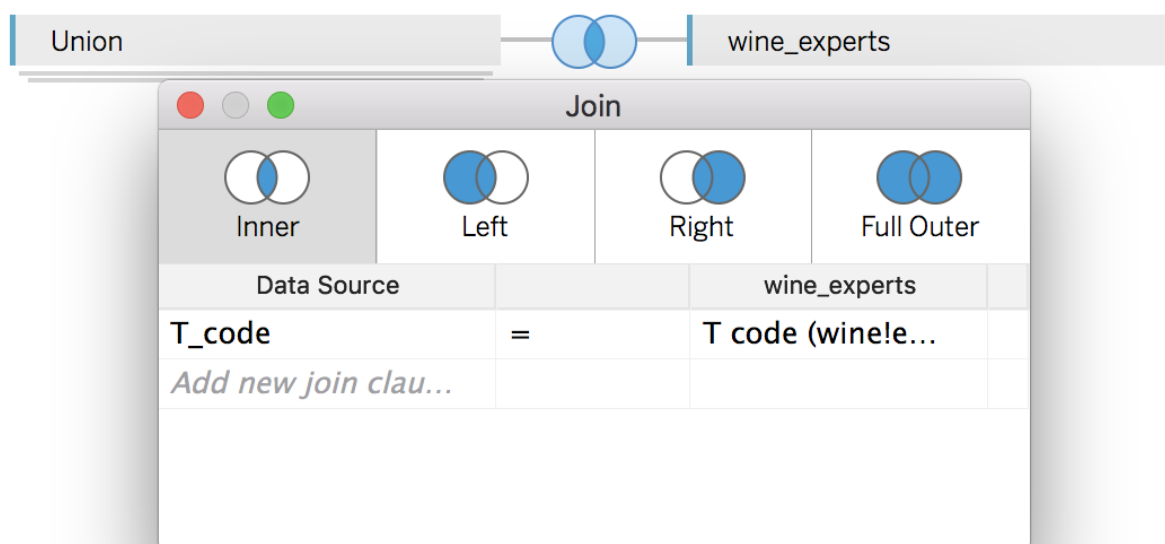 Union
wine_experts
Join
Inner
Left
Right
Full Outer
Data Source
wine_experts
T_code
=
T code (wine!e...
Add new join clau...